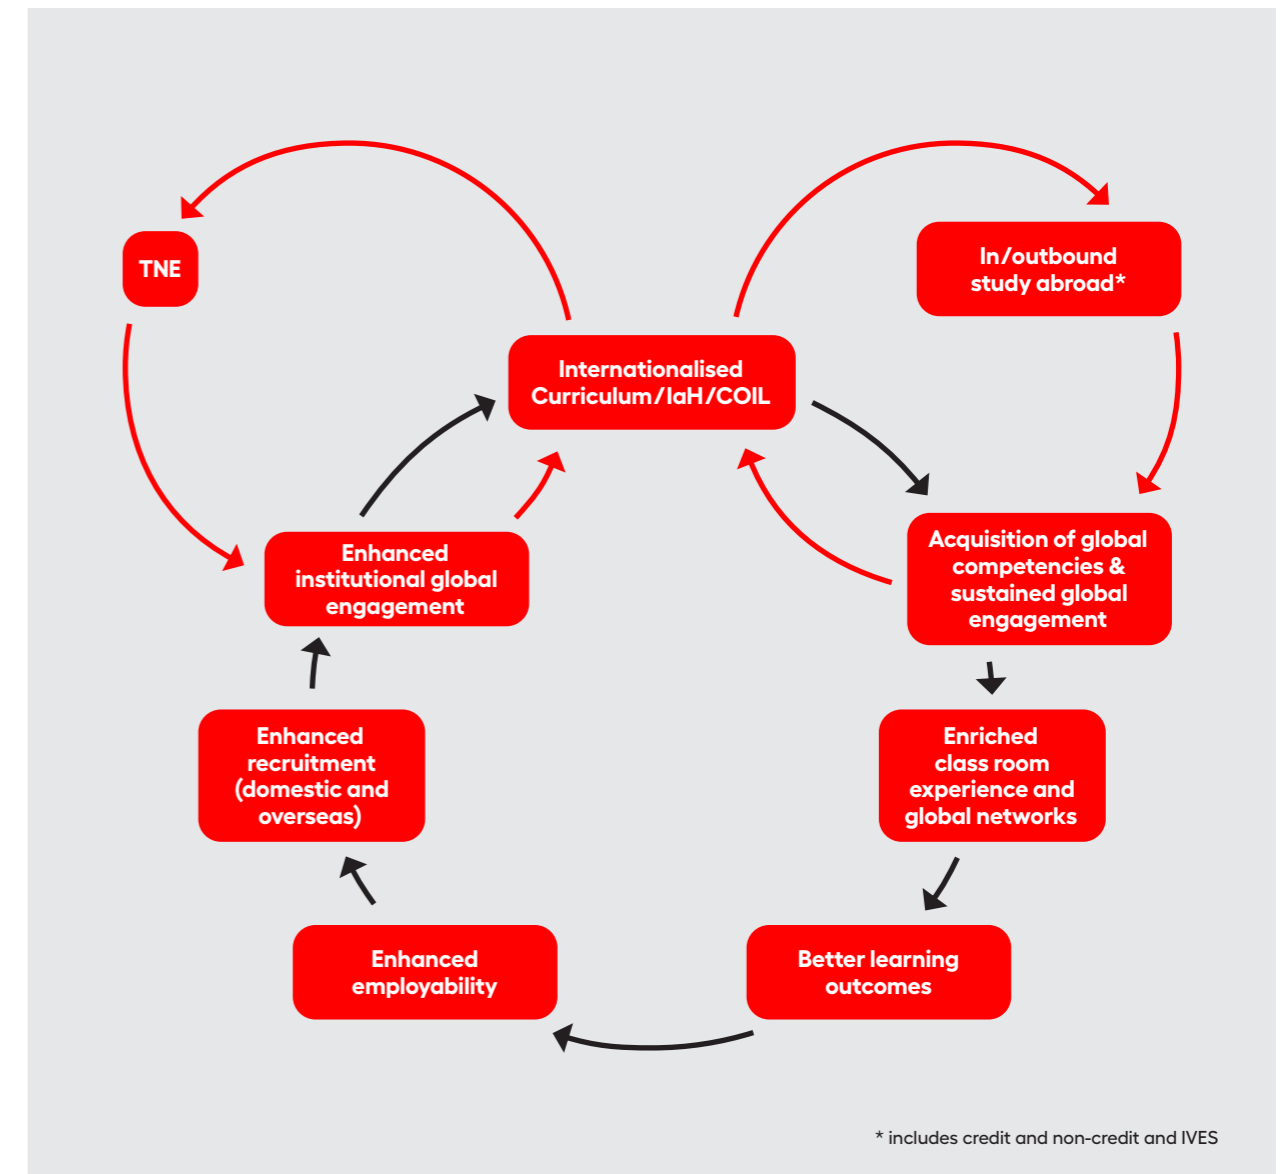 TNE
In/outbound
study abroad*
Internationalised
Curriculum/IaH/COIL
Enhanced
institutional global
engagement
Acquisition of global
competencies &
sustained global
engagement
Enhanced
recruitment
(domestic and
overseas)
Enriched
class room
experience and
global networks
Enhanced
employability
Better learning
outcomes
* includes credit and non-credit and IVES